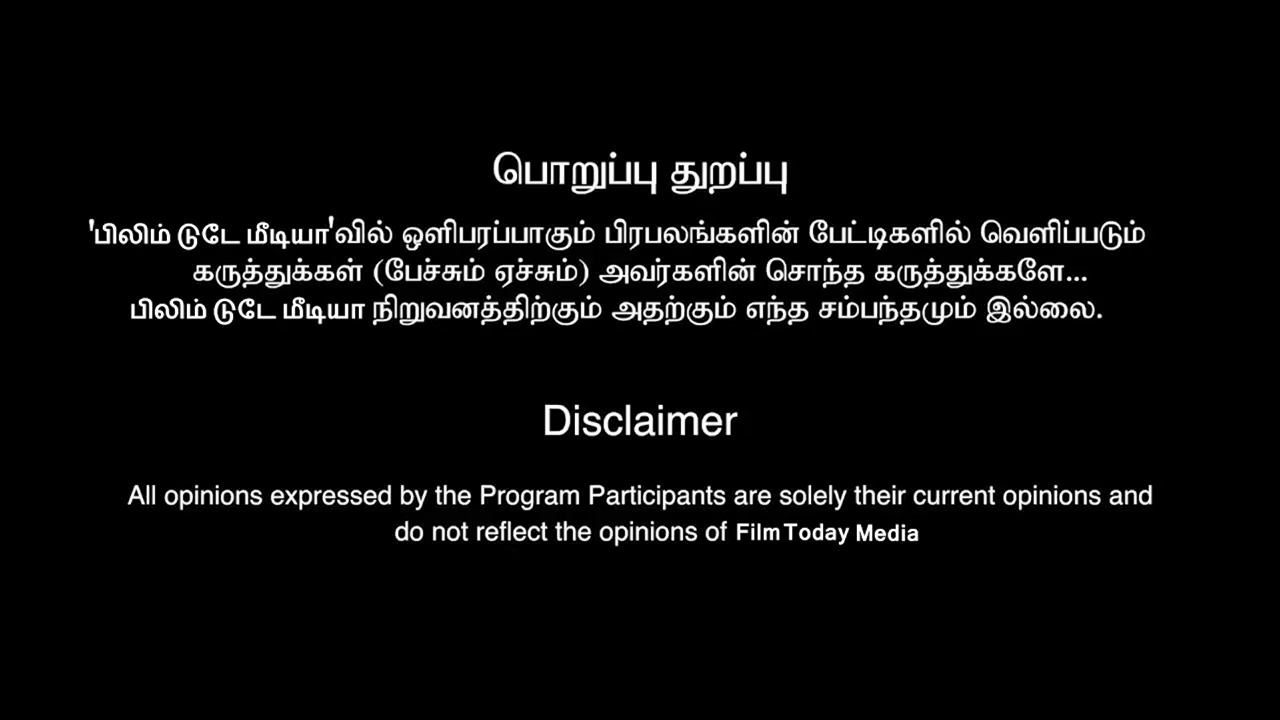 பொறுப்பு துறப்பு
'பிலிம் டுடே மீடியா'வில் ஒளிபரப்பாகும் பிரபலங்களின் பேட்டிகளில் வெளிப்படும்
கருத்துக்கள் (பேச்சும் ஏச்சும்) அவர்களின் சொந்த கருத்துக்களே...
பிலிம் டுடே மீடியா நிறுவனத்திற்கும் அதற்கும் எந்த சம்பந்தமும் இல்லை.
Disclaimer
All opinions expressed by the Program Participants are solely their current opinions and
do not reflect the opinions of Film Today Media